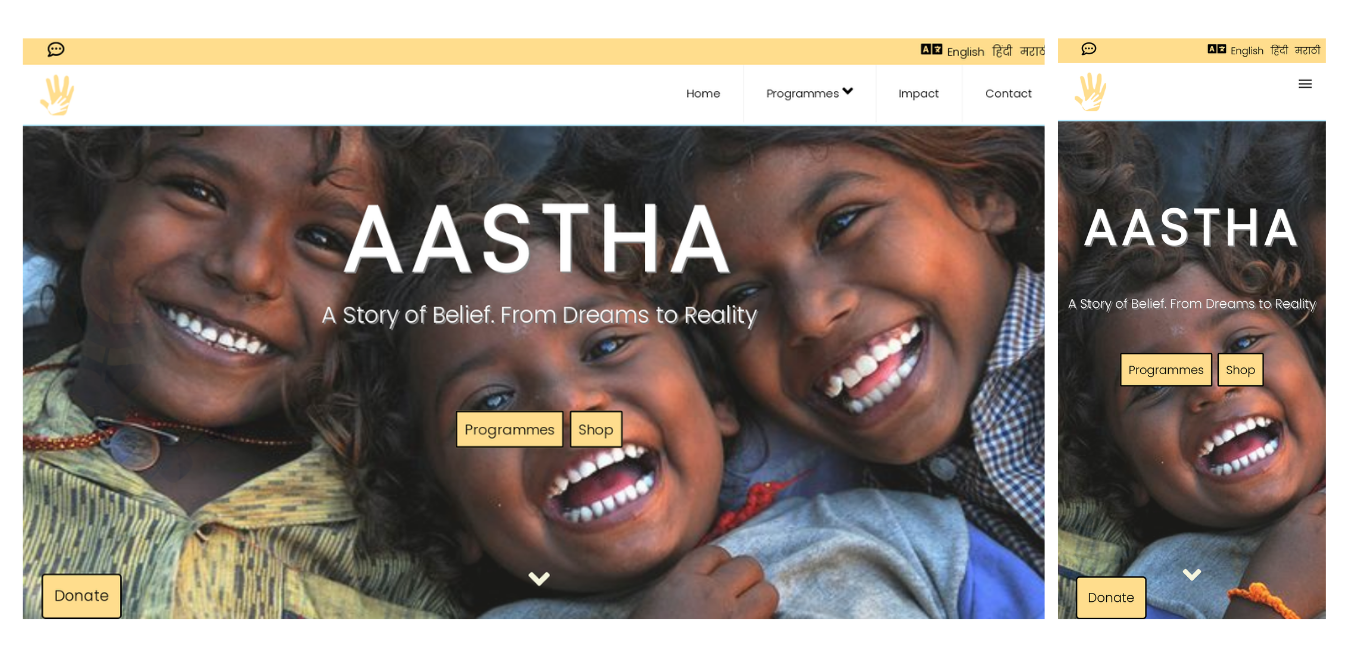 English हिंदी
Home Programmes Impact Contact
AASTHA
A Story of Belief. From Dreams to Reality
Programmes Shop
Donate
English हिंदी मराठी
AASTHA
A Story of Belief. From Dreams to Reality
Programmes Shop
Donate